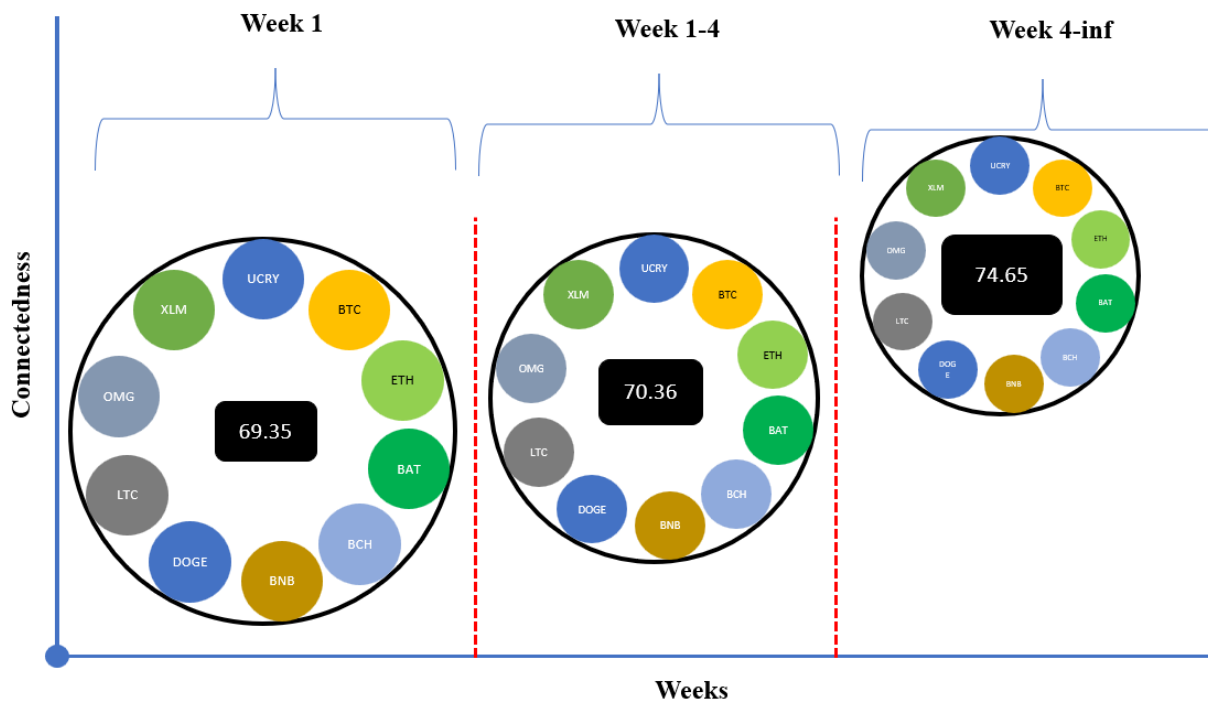 Week 1
Week 1-4
Week 4-inf
Connectedness
UCRY
BTC
ETH
BAT
BCH
BNB
DOGE
LTC
OMG
XLM
69.35
UCRY
BTC
ETH
BAT
BCH
BNB
DOGE
LTC
OMG
XLM
70.36
UCRY
BTC
ETH
BAT
BCH
BNB
DOG
E
LTC
OMG
XLM
74.65
Weeks